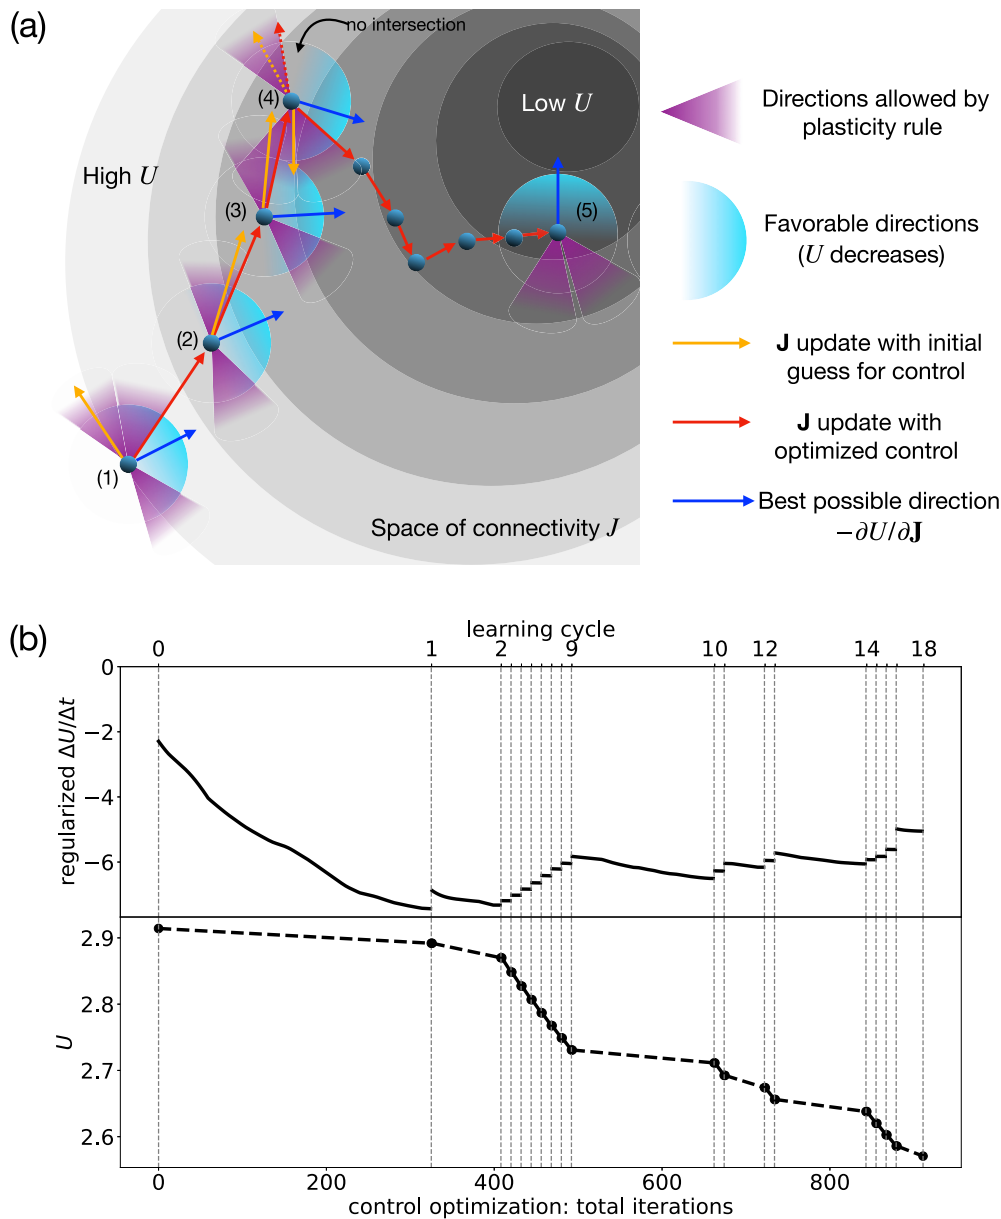 (a)
no intersection
(4)
Low U
High U
(3)
(5)
(2)
(1)
Space of connectivity J
Directions allowed by
plasticity rule
Favorable directions
(U decreases)
J update with initial
guess for control
J update with
optimized control
Best possible direction
−∂U/∂J
(b)
learning cycle
0 1 2 9 10 12 14 18
regularized ΔU/Δt
0
−2
−4
−6
U
2.9
2.8
2.7
2.6
0 200 400 600 800
control optimization: total iterations